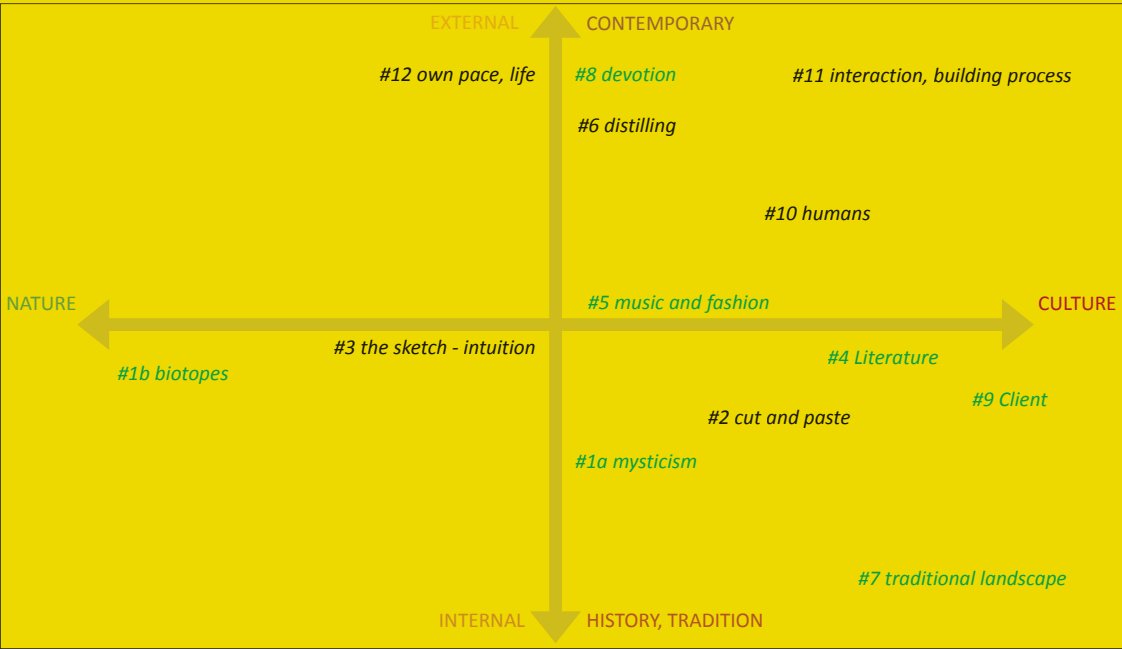 EXTERNAL CONTEMPORARY
#12 own pace, life #8 devotion #11 interaction, building process
#6 distilling
#10 humans
NATURE #5 music and fashion CULTURE
#3 the sketch - intuition #4 Literature
#1b biotopes
#9 Client
#2 cut and paste
#1a mysticism
#7 traditional landscape
INTERNAL HISTORY, TRADITION